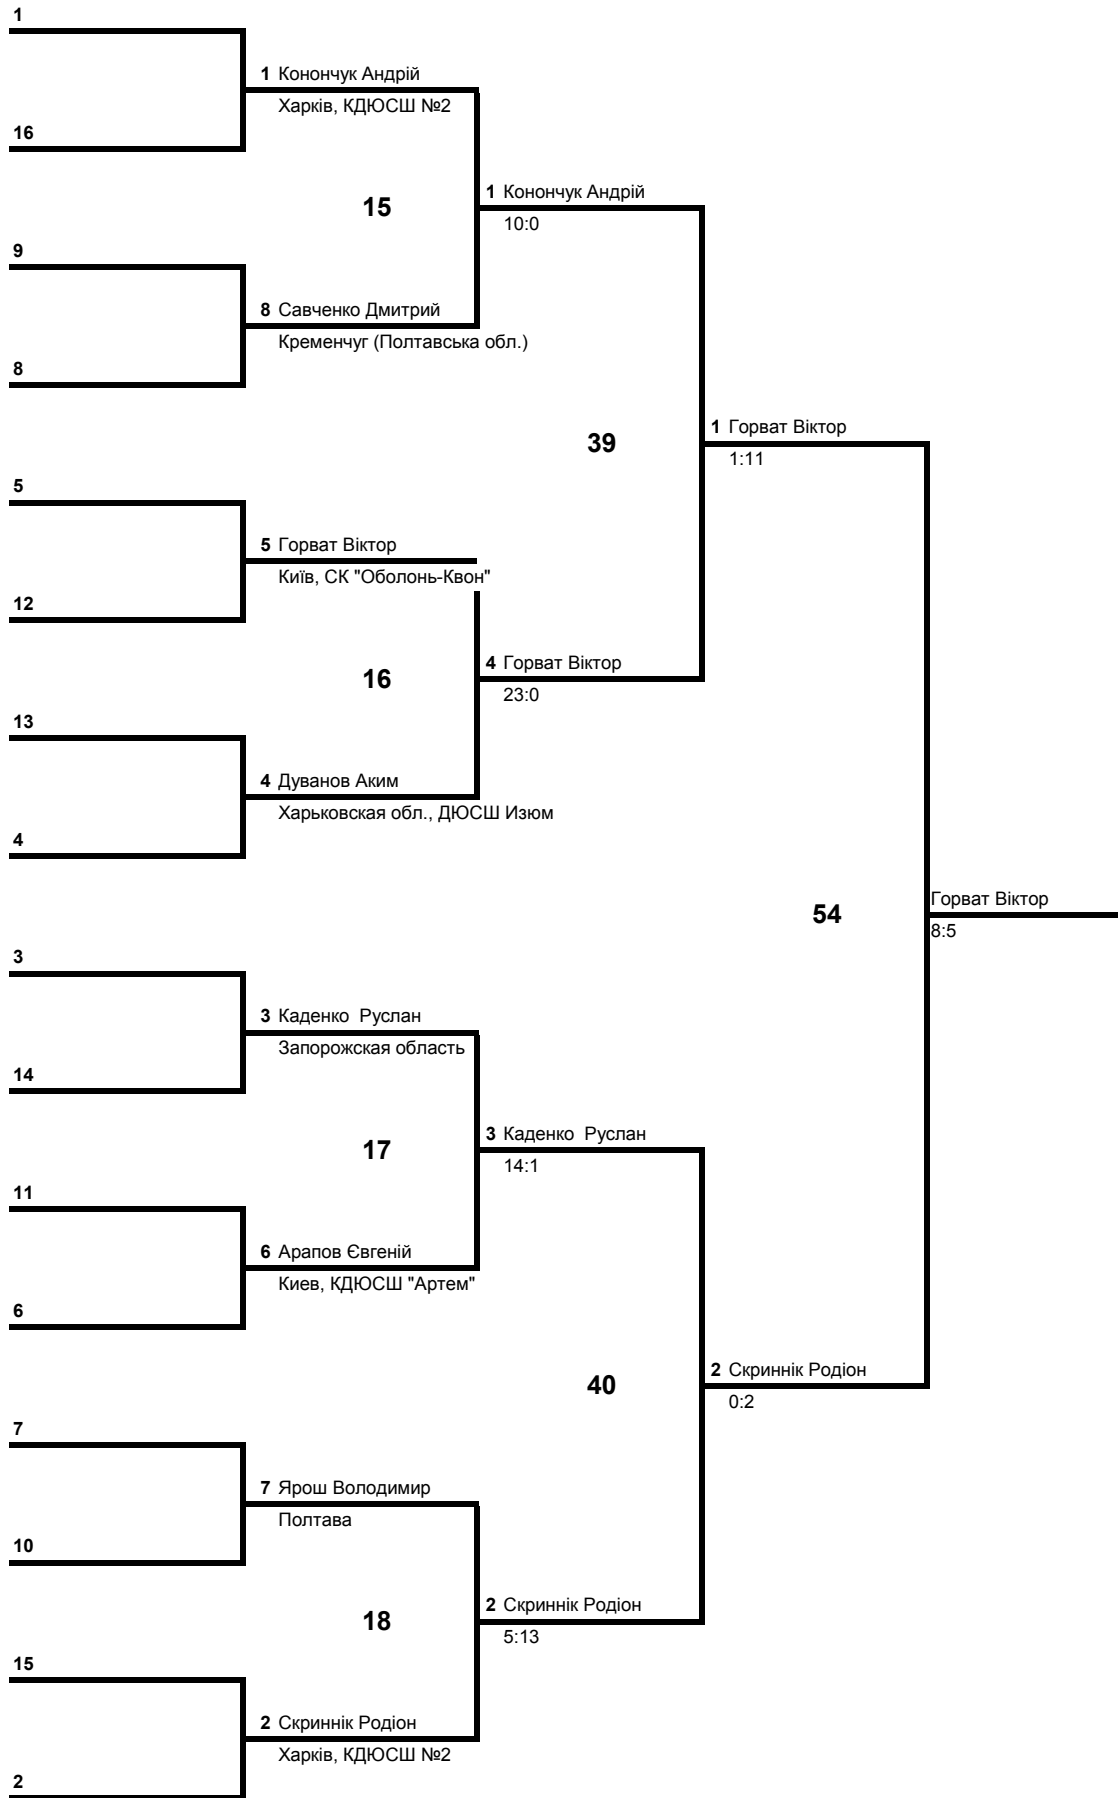 1
1 Конончук Андрій
Харків, КДЮСШ №2
16
1 Конончук Андрій
15
10:0
9
8 Савченко Дмитрий
Кременчуг (Полтавська обл.)
8
1 Горват Віктор
39
1:11
5
5 Горват Віктор
Київ, СК "Оболонь-Квон"
12
4 Горват Віктор
16
23:0
13
4 Дуванов Аким
Харьковская обл., ДЮСШ Изюм
4
Горват Віктор
54
8:5
3
3 Каденко  Руслан
Запорожская область
14
3 Каденко  Руслан
17
14:1
11
6 Арапов Євгеній
Киев, КДЮСШ "Артем"
6
2 Скриннік Родіон
40
0:2
7
7 Ярош Володимир
Полтава
10
2 Скриннік Родіон
18
5:13
15
2 Скриннік Родіон
Харків, КДЮСШ №2
2